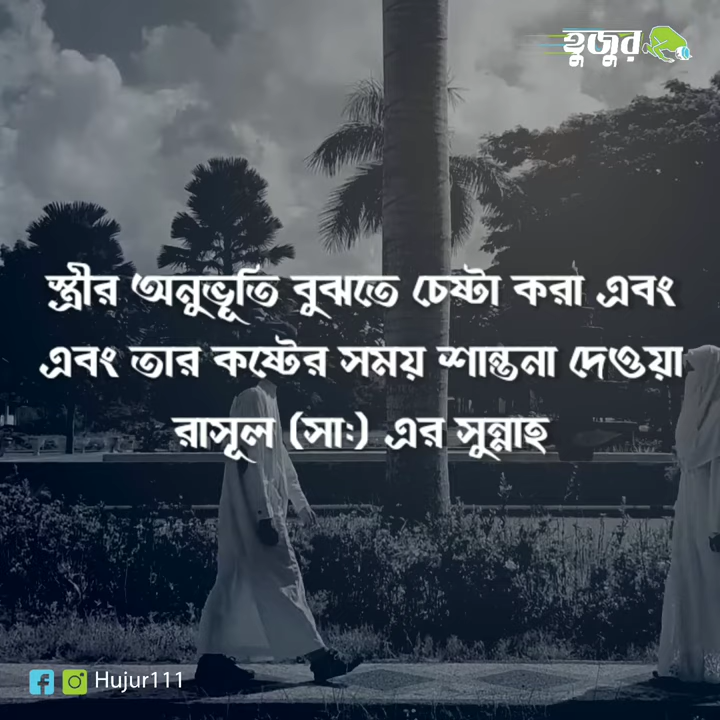 হুজুর
স্ত্রীর অনুভূতি বুঝতে চেষ্টা করা এবং
এবং তার কষ্টের সময় শান্তনা দেওয়া
রাসূল (সা:) এর সুন্নাহ
Hujur111